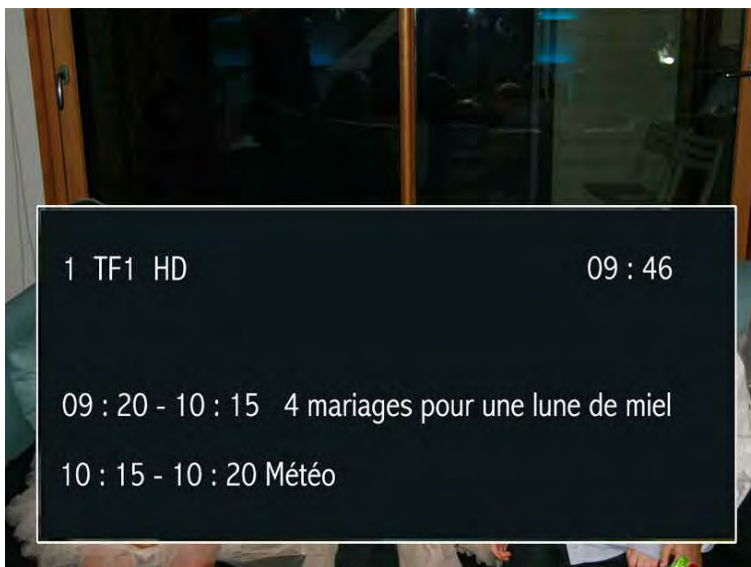 1 TF1 HD 09 : 46
09 : 20 - 10 : 15 4 mariages pour une lune de miel
10 : 15 - 10 : 20 Météo